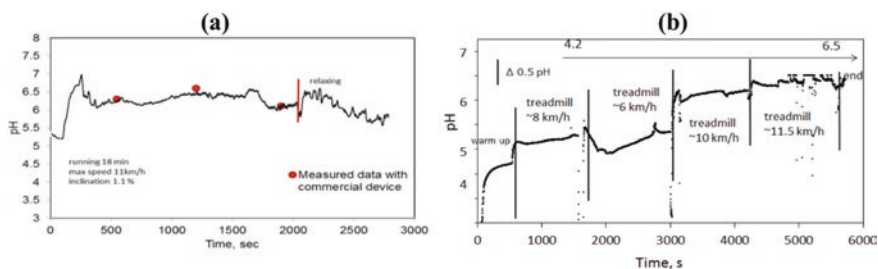 (a)
8
7.5
7
6.5
6
5.5
5
4.5
4
3.5
3
pH
relaxing
running 18 min
max speed 11km/h
inclination 1.1 %
Measured data with
commercial device
0 500 1000 1500 2000 2500 3000
Time, sec
(b)
4.2
6.5
7
6
5
4
pH
Δ 0.5 pH
end
treadmill
~8 km/h
treadmill
~6 km/h
warm up
treadmill
~10 km/h
treadmill
~11.5 km/h
0 1000 2000 3000 4000 5000 6000
Time, s